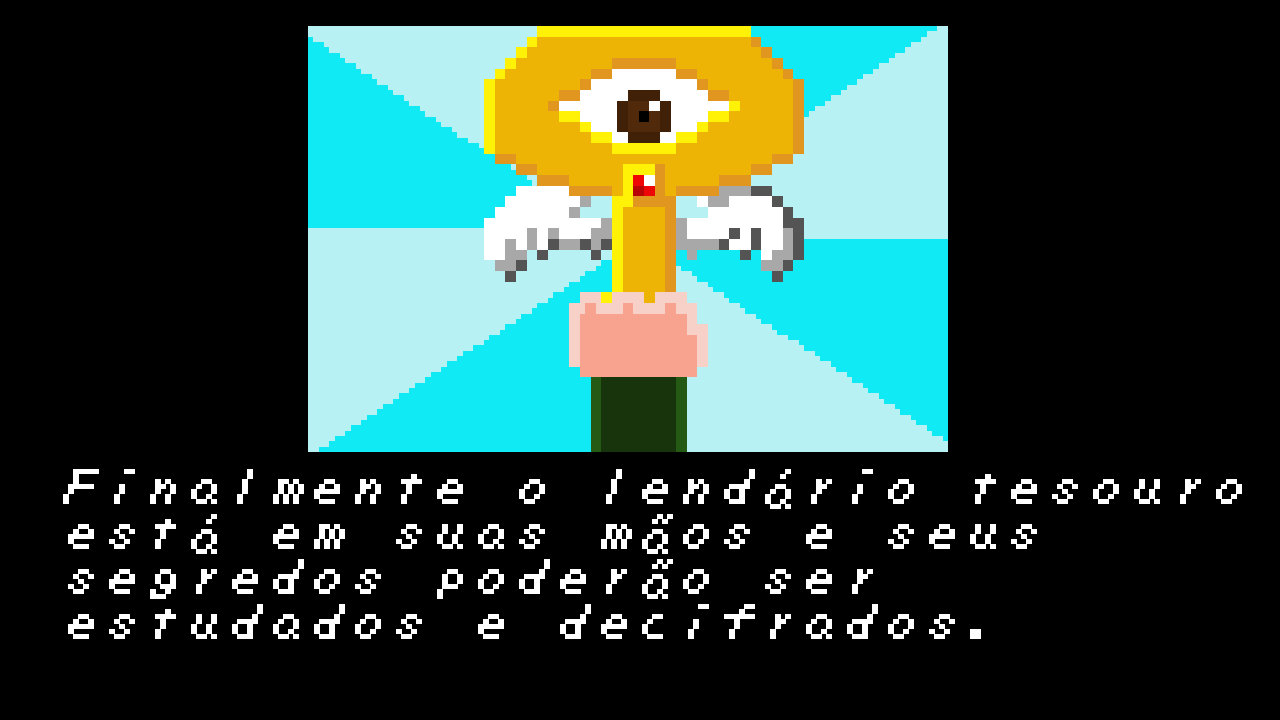 Finalmente o lendário tesouro
está em suas mãos e seus
segredos poderão ser
estudados e decifrados.